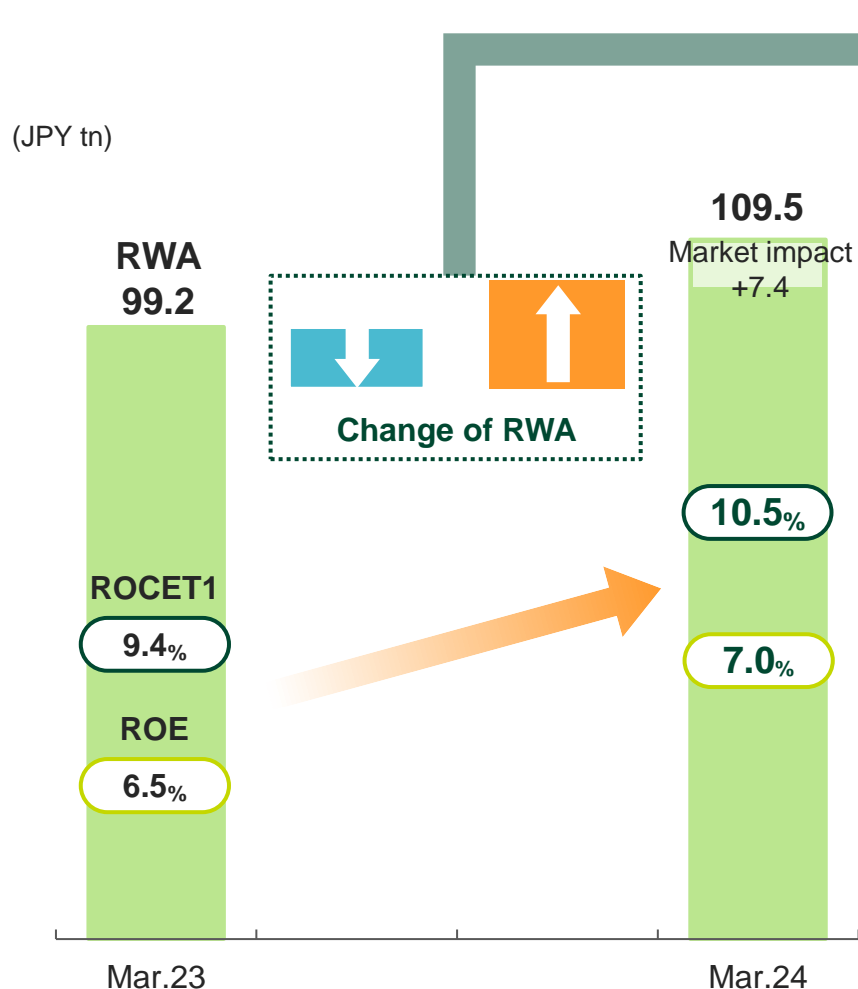 (JPY tn)
RWA
99.2
109.5
Market impact
+7.4
Change of RWA
ROCET1
9.4%
10.5%
ROE
6.5%
7.0%
Mar.23
Mar.24